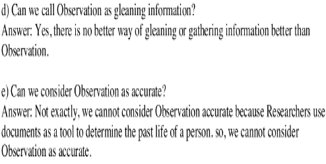 d) Can we call Observation as gleaning information?
Answer: Yes, there is no better way of gleaning or gathering information better than
Observation.
e) Can we consider Observation as accurate?
Answer: Not exactly, we cannot consider Observation accurate because Researchers use
documents as a tool to determine the past life of a person. so, we cannot consider
Observation as accurate.